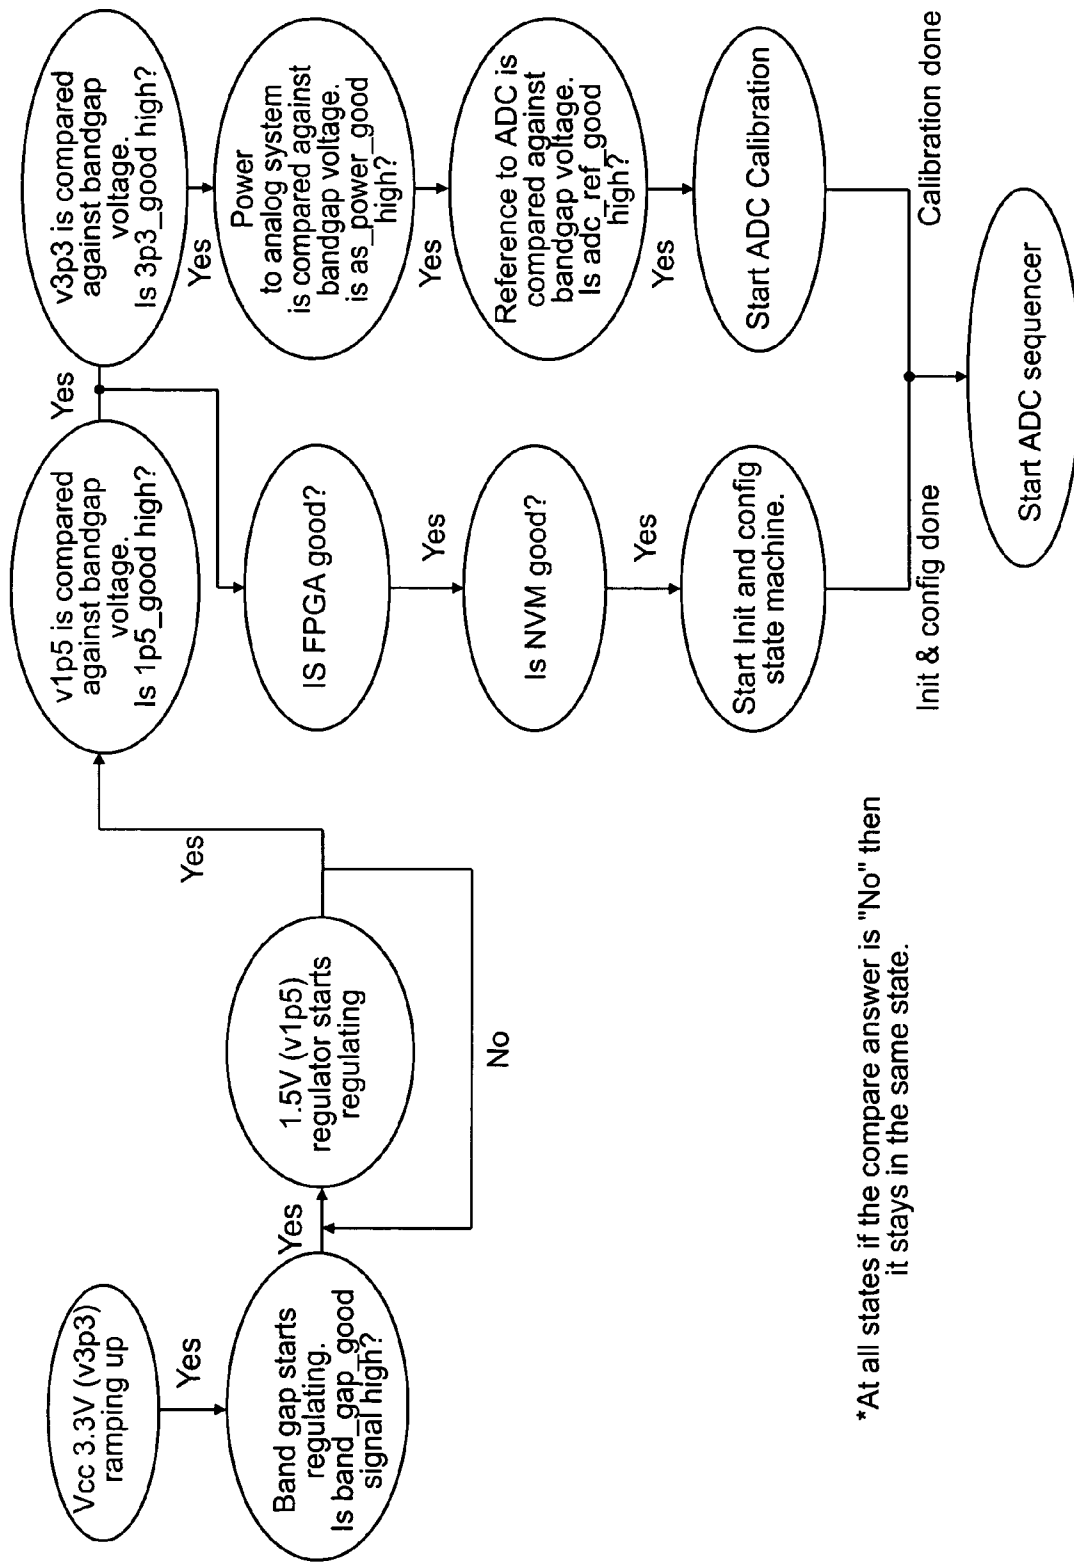 Vcc 3.3V (v3p3)
ramping up
Yes
Band gap starts
regulating.
Is band_gap_good
signal high?
Yes
1.5V (v1p5)
regulator starts
regulating
No
Yes
v1p5 is compared
against bandgap
voltage.
Is 1p5_good high?
Yes
v3p3 is compared
against bandgap
voltage.
Is 3p3_good high?
Yes
Power
to analog system
is compared against
bandgap voltage.
is as_power_good
high?
Yes
Reference to ADC is
compared against
bandgap voltage.
Is adc_ref_good
high?
Yes
Start ADC Calibration
Calibration done
IS FPGA good?
Yes
Is NVM good?
Yes
Start Init and config
state machine.
Init & config done
Start ADC sequencer
*At all states if the compare answer is "No" then
it stays in the same state.